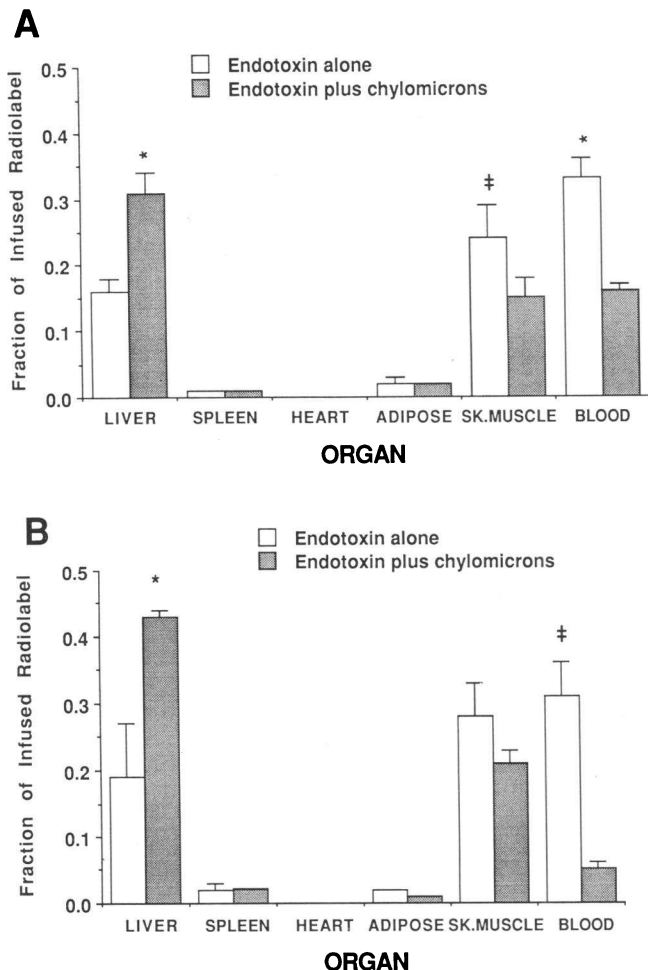 A
Endotoxin alone
Endotoxin plus chylomicrons
Fraction of Infused Radiolabel
0.5
0.4
0.3
0.2
0.1
0.0
*
‡
*
LIVER SPLEEN HEART ADIPOSE SK.MUSCLE BLOOD
ORGAN
B
Endotoxin alone
Endotoxin plus chylomicrons
Fraction of Infused Radiolabel
0.5
0.4
0.3
0.2
0.1
0.0
*
‡
LIVER SPLEEN HEART ADIPOSE SK.MUSCLE BLOOD
ORGAN